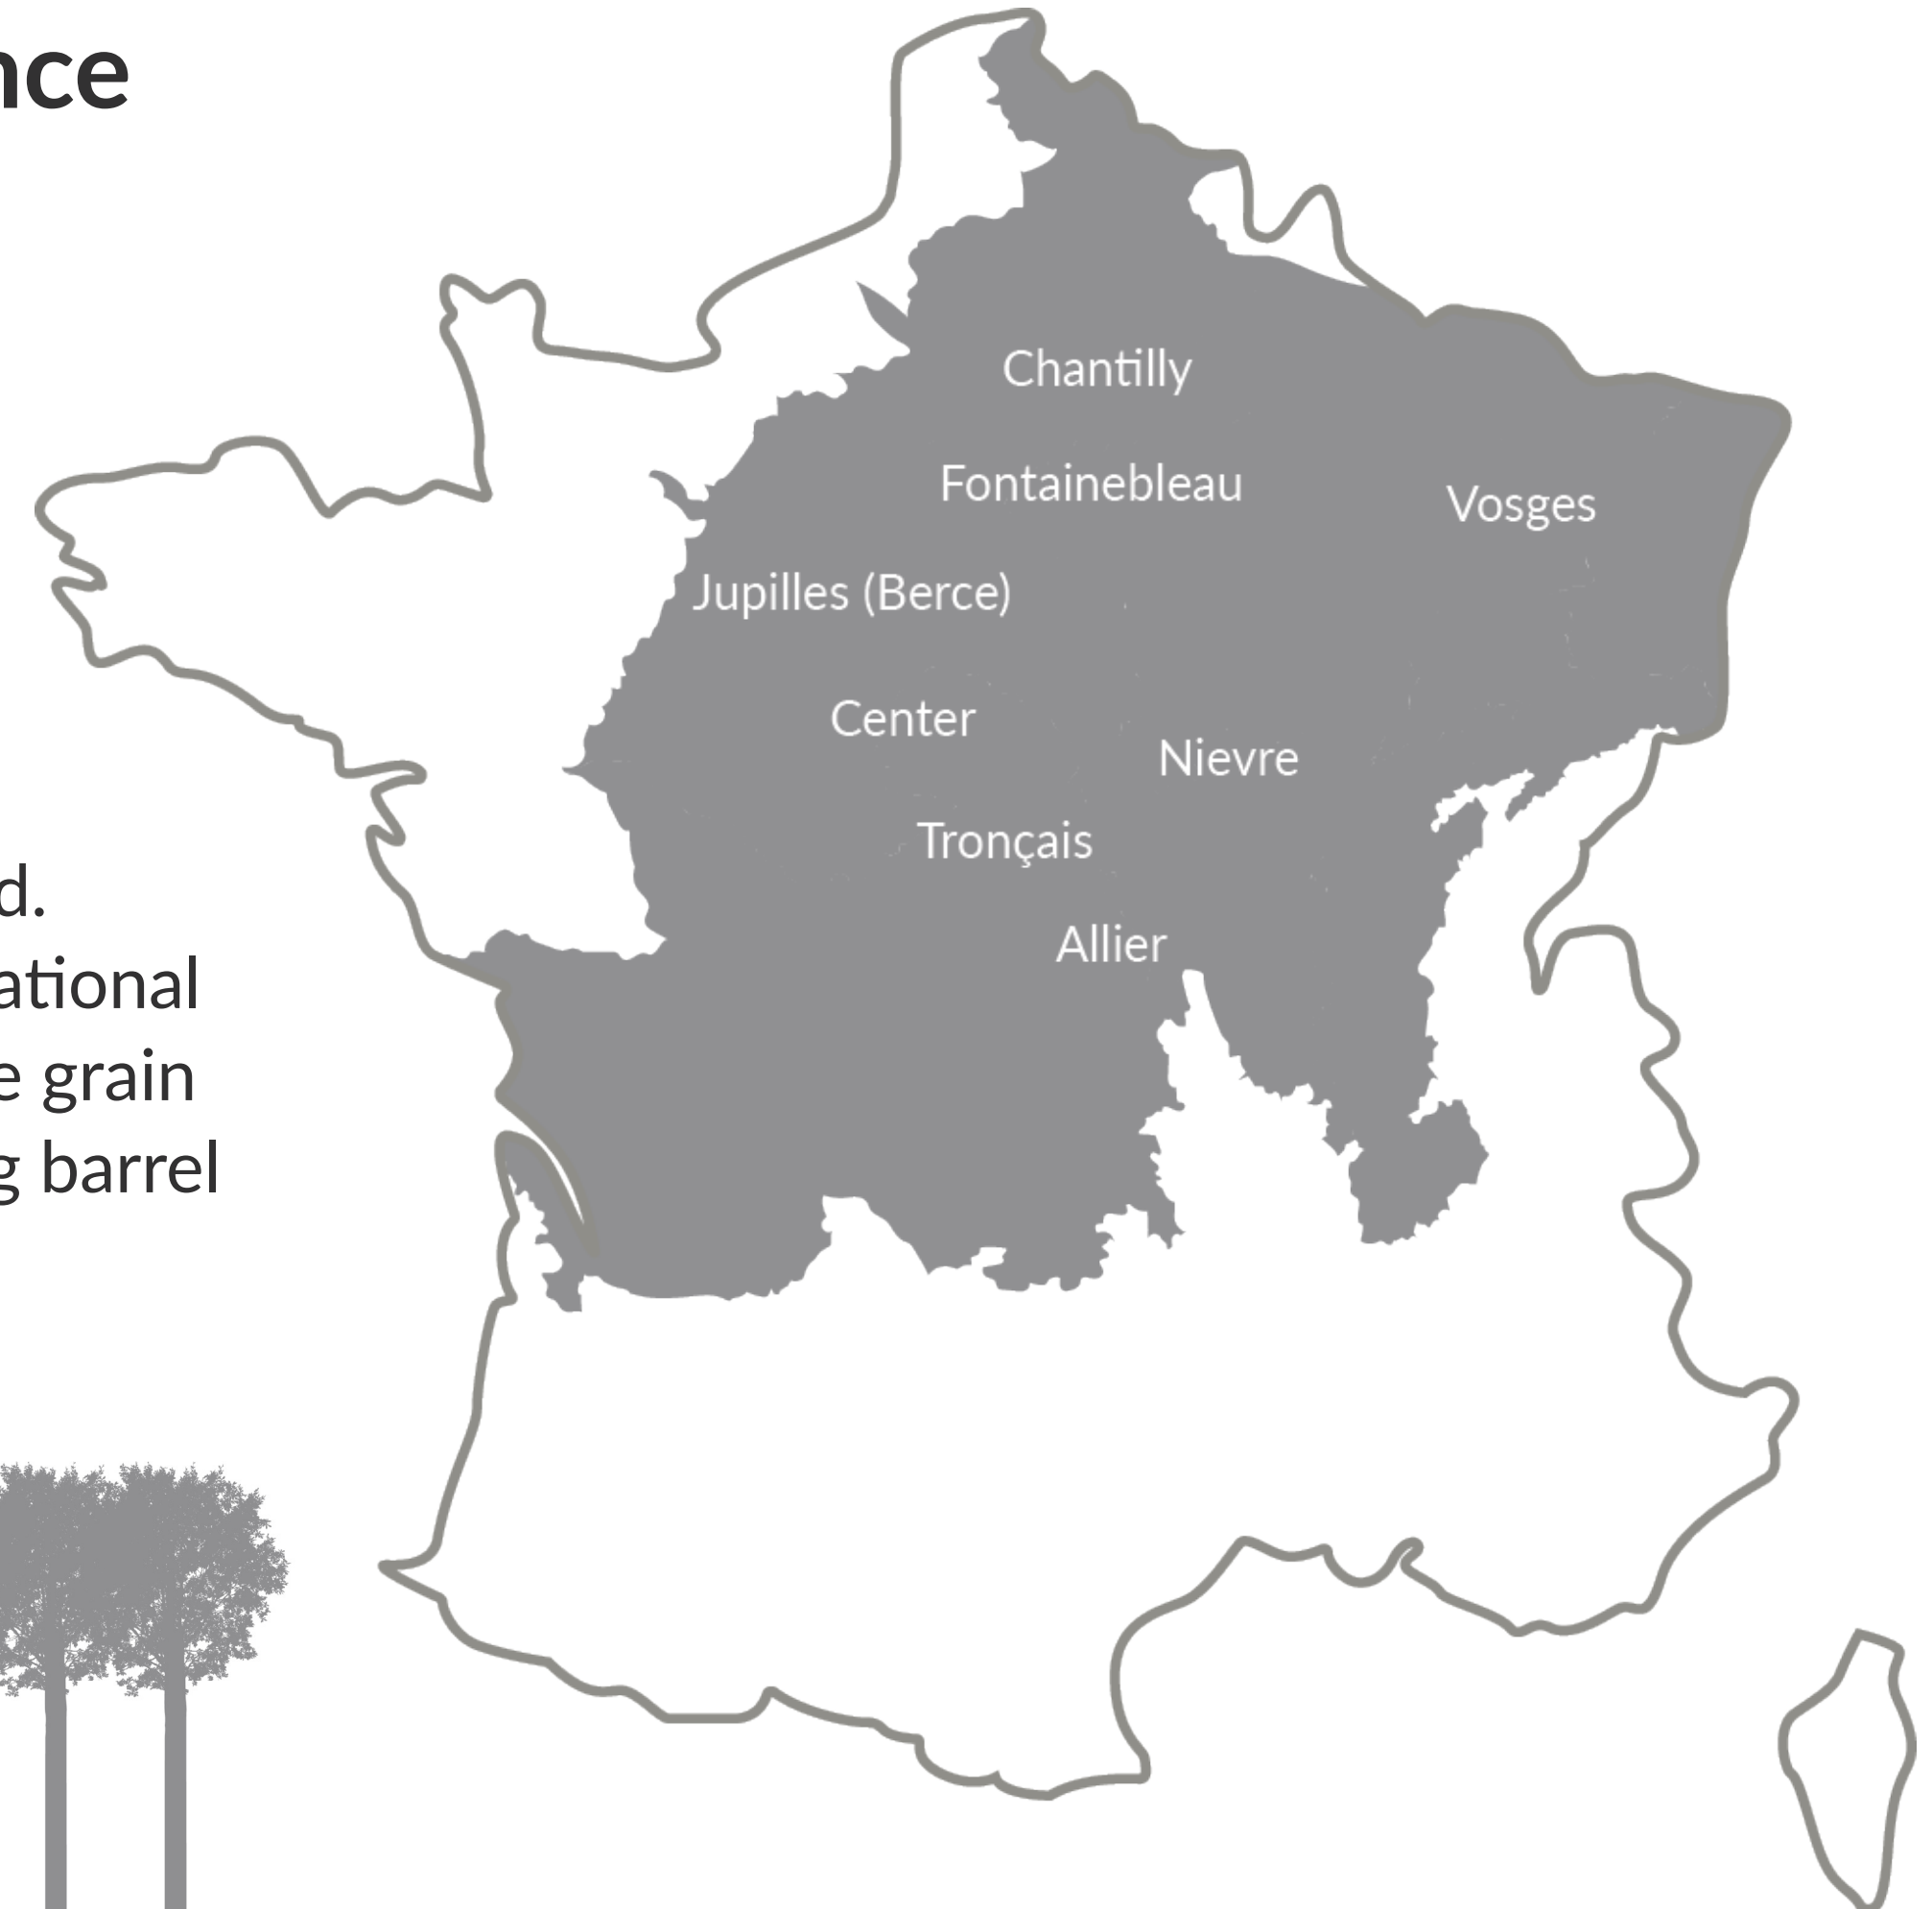 nce
Chantilly
Fontainebleau
Vosges
Jupilles (Berce)
Center
Nievre
Tronçais
Allier
d.
ational
e grain
g barrel